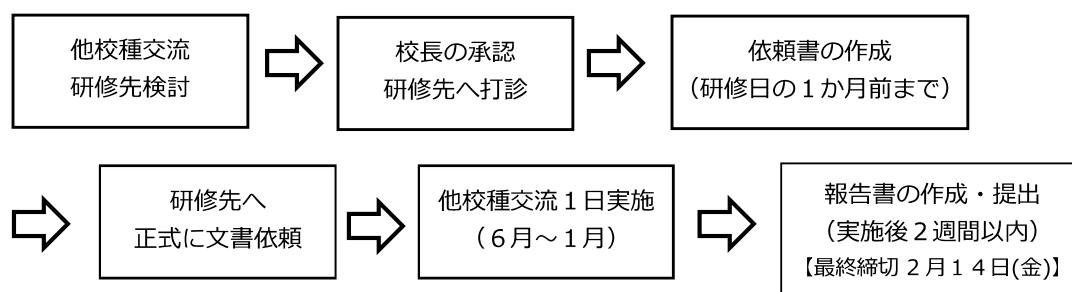 他校種交流
研修先検討
校長の承認
研修先へ打診
依頼書の作成
（研修日の１か月前まで）
研修先へ
正式に文書依頼
他校種交流１日実施
（６月～１月）
報告書の作成・提出
（実施後２週間以内）
【最終締切 ２月１４日(金)】